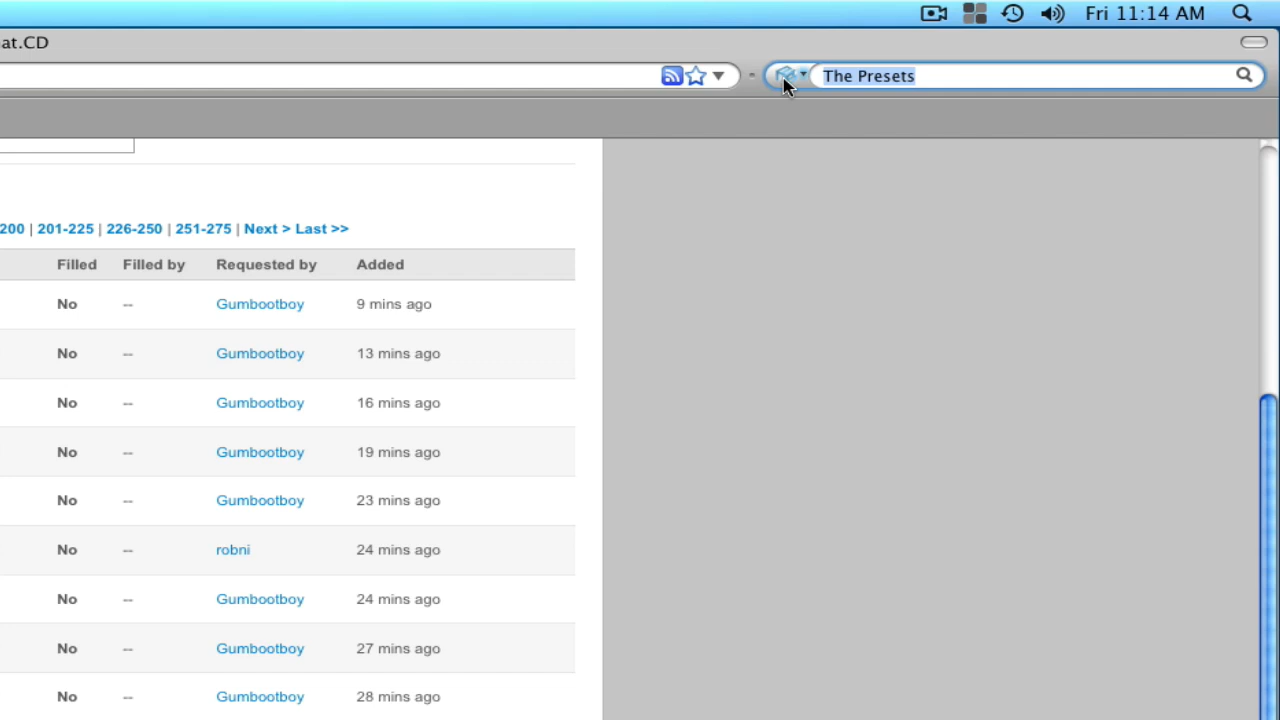 Fri 11:14 AM
at.CD
The Presets
200 | 201-225 | 226-250 | 251-275 | Next > Last >>
Filled Filled by Requested by Added
No -- Gumbootboy 9 mins ago
No -- Gumbootboy 13 mins ago
No -- Gumbootboy 16 mins ago
No -- Gumbootboy 19 mins ago
No -- Gumbootboy 23 mins ago
No -- robni 24 mins ago
No -- Gumbootboy 24 mins ago
No -- Gumbootboy 27 mins ago
No -- Gumbootboy 28 mins ago